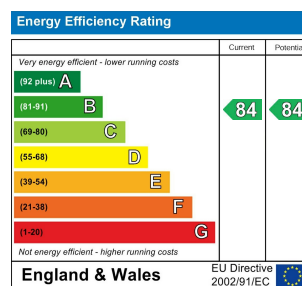 Energy Efficiency Rating
Current Potentia
Very energy efficient - lower running costs
(92 plus) A
(81-91) B 84 84
(69-80) C
(55-68) D
(39-54) E
(21-38) F
(1-20) G
Not energy efficient - higher running costs
England & Wales
EU Directive
2002/91/EC